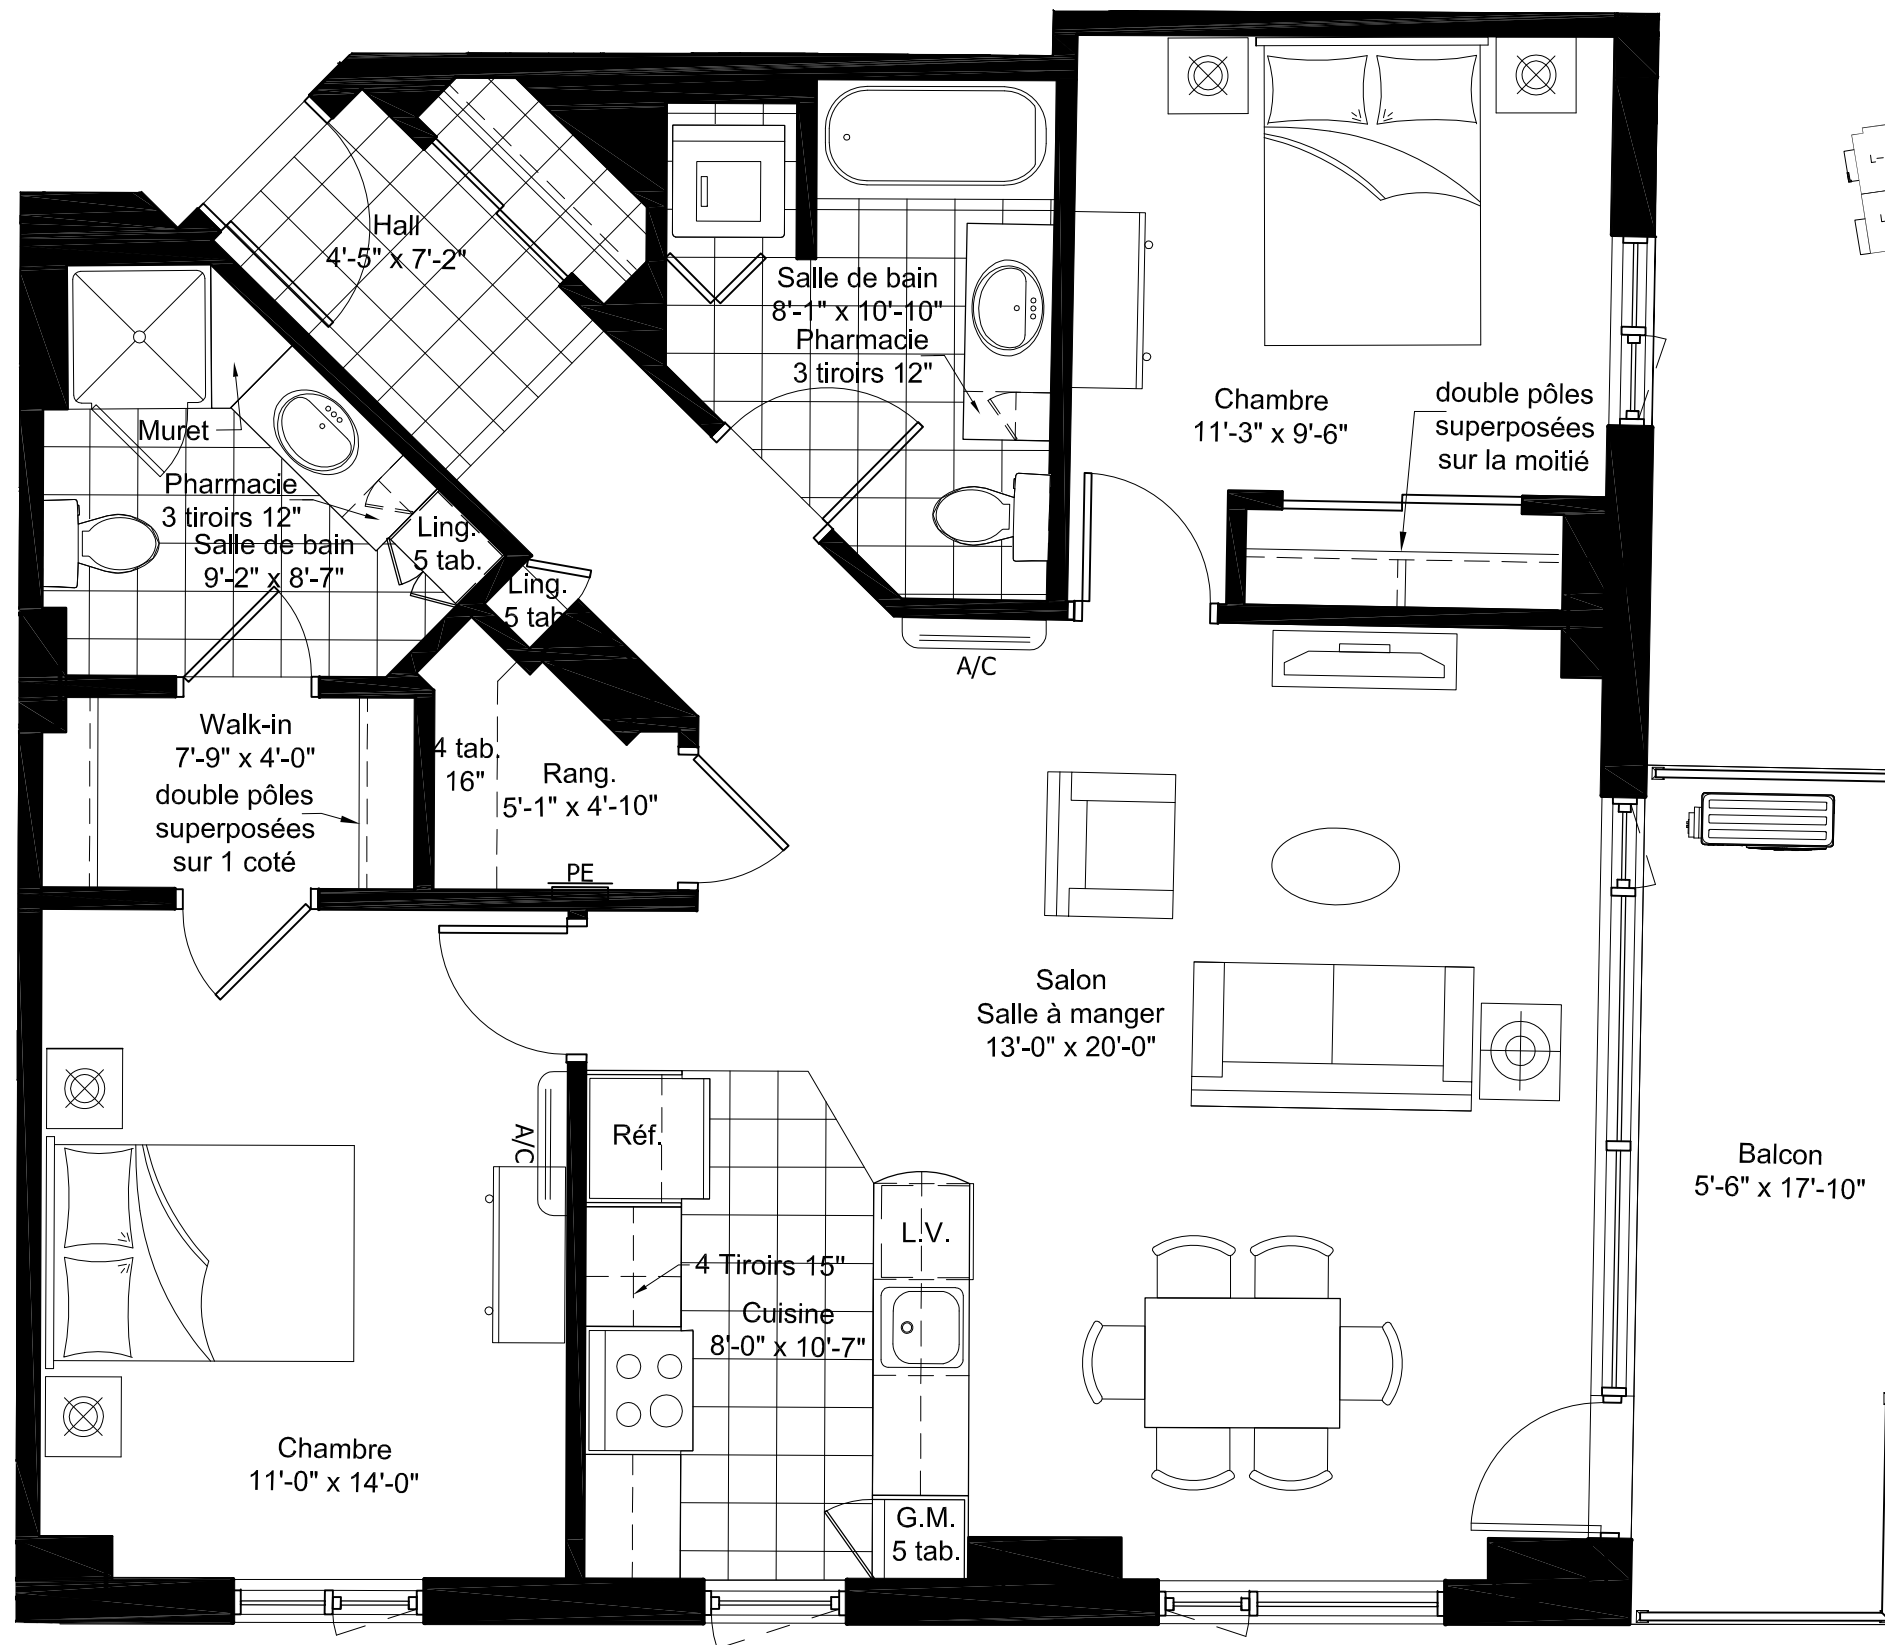 Hall
4'-5" x 7'-2"
Salle de bain
8'-1" x 10'-10"
Pharmacie
3 tiroirs 12"
Chambre
11'-3" x 9'-6"
double pôles
superposées
sur la moitié
Muret
Pharmacie
3 tiroirs 12"
Salle de bain
9'-2" x 8'-7"
Ling.
5 tab.
Ling.
5 tab
A/C
Walk-in
7'-9" x 4'-0"
double pôles
superposées
sur 1 coté
4 tab.
16"
Rang.
5'-1" x 4'-10"
PE
Salon
Salle à manger
13'-0" x 20'-0"
A/C
Réf.
Balcon
5'-6" x 17'-10"
L.V.
4 Tiroirs 15"
Cuisine
8'-0" x 10'-7"
Chambre
11'-0" x 14'-0"
G.M.
5 tab.